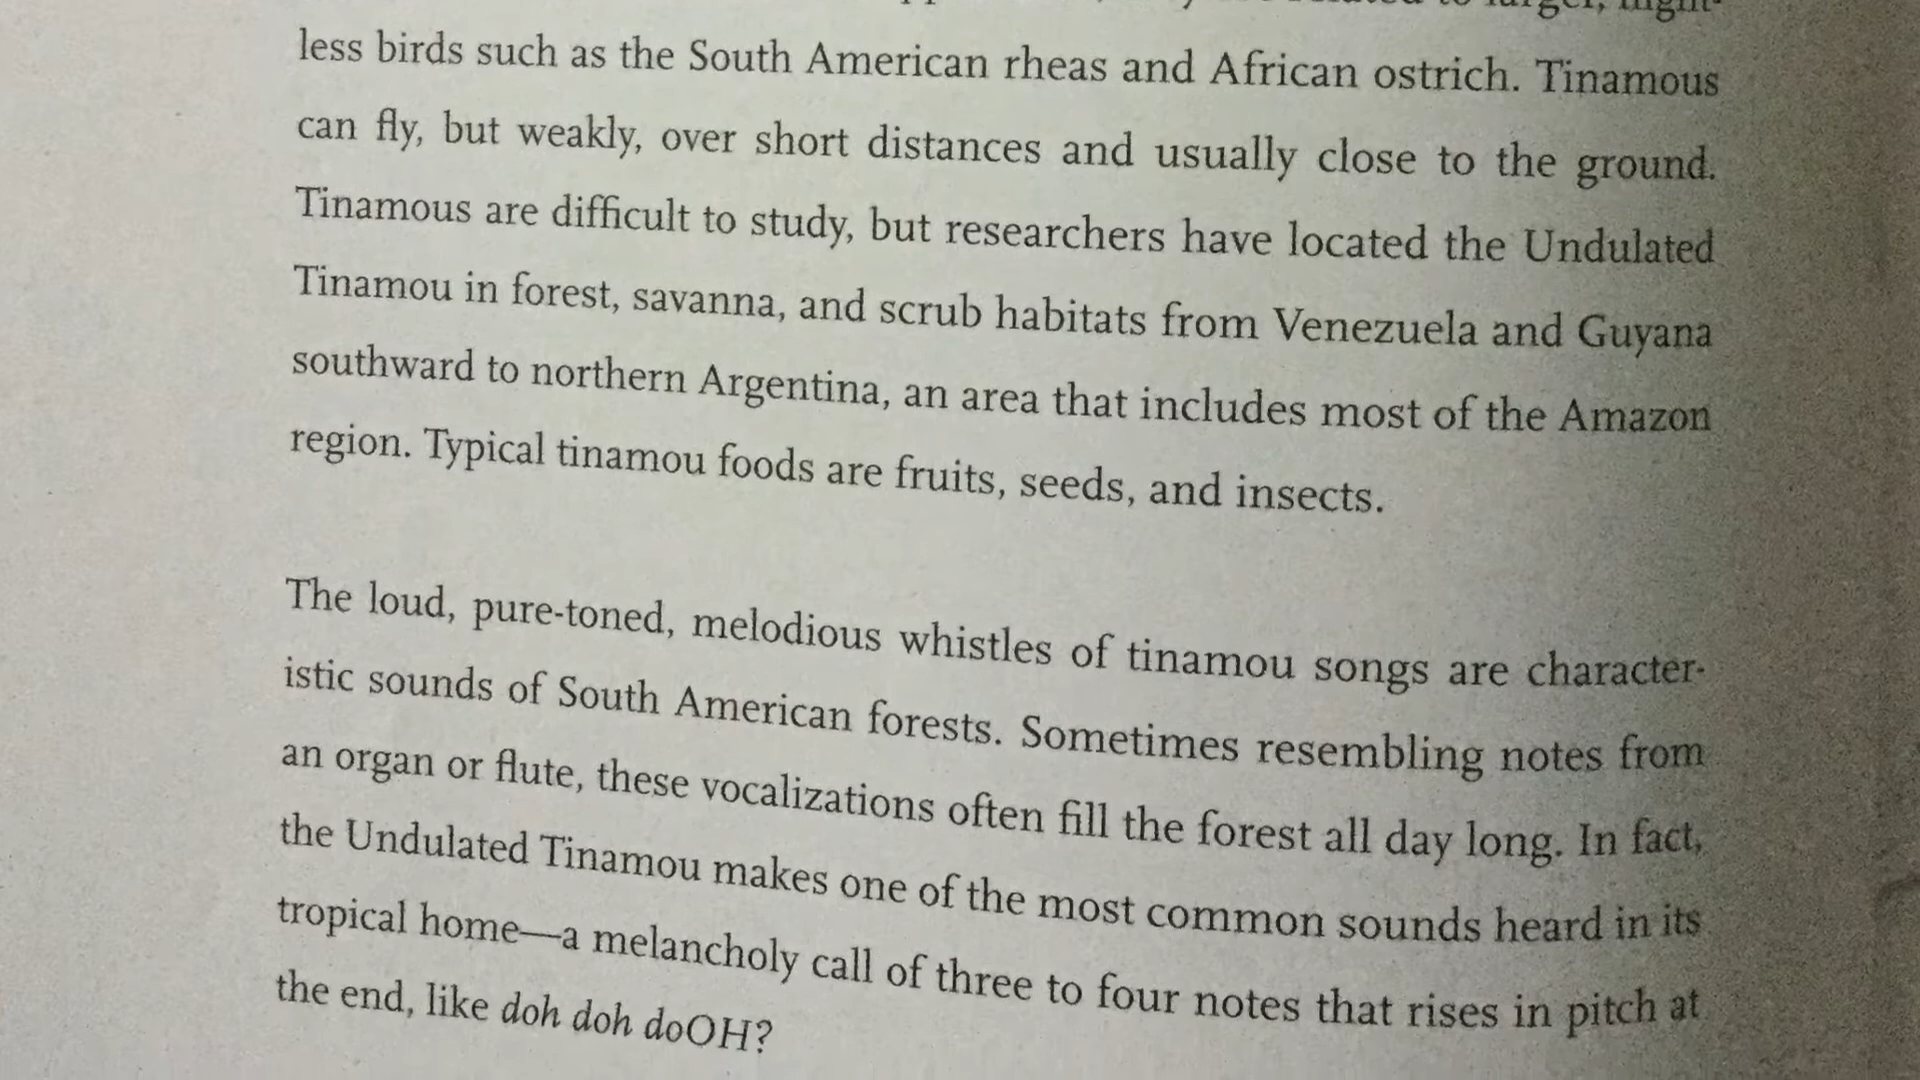 to larger, flight-
less birds such as the South American rheas and African ostrich. Tinamous
can fly, but weakly, over short distances and usually close to the ground.
Tinamous are difficult to study, but researchers have located the Undulated
Tinamou in forest, savanna, and scrub habitats from Venezuela and Guyana
southward to northern Argentina, an area that includes most of the Amazon
region. Typical tinamou foods are fruits, seeds, and insects.
The loud, pure-toned, melodious whistles of tinamou songs are character-
istic sounds of South American forests. Sometimes resembling notes from
an organ or flute, these vocalizations often fill the forest all day long. In fact,
the Undulated Tinamou makes one of the most common sounds heard in its
tropical home—a melancholy call of three to four notes that rises in pitch at
the end, like doh doh doOH?